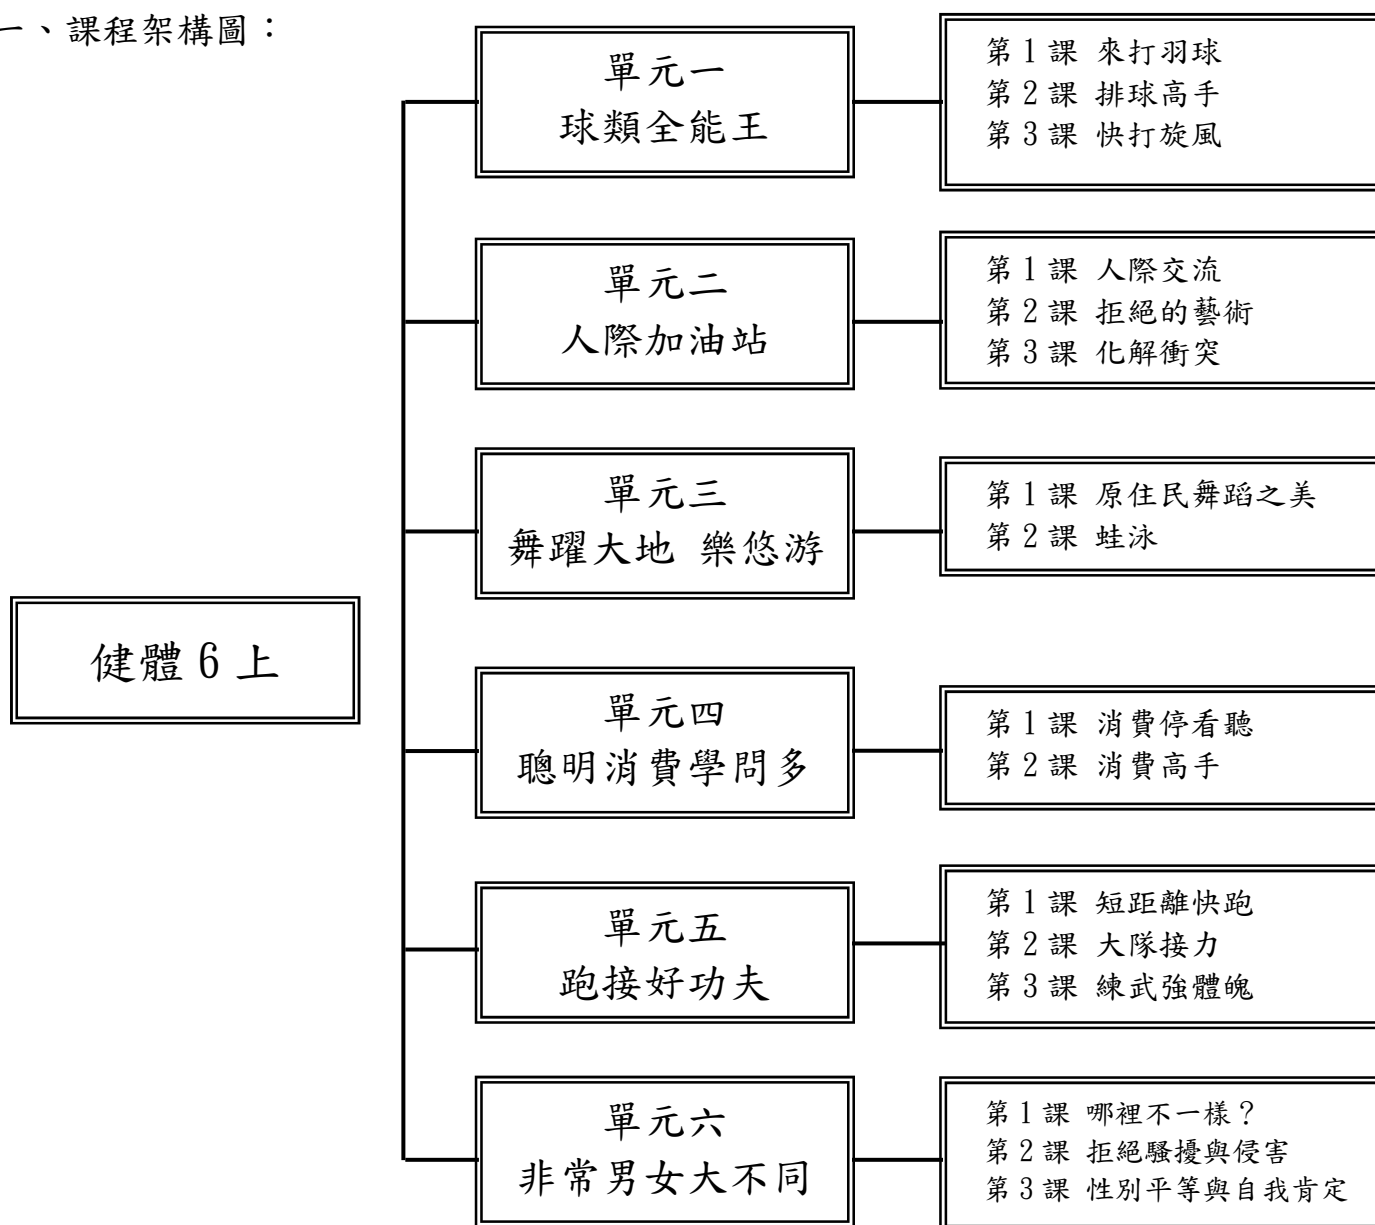 一、課程架構圖：
健體 6 上
單元一
球類全能王
第 1 課 來打羽球
第 2 課 排球高手
第 3 課 快打旋風
單元二
人際加油站
第 1 課 人際交流
第 2 課 拒絕的藝術
第 3 課 化解衝突
單元三
舞躍大地 樂悠游
第 1 課 原住民舞蹈之美
第 2 課 蛙泳
單元四
聰明消費學問多
第 1 課 消費停看聽
第 2 課 消費高手
單元五
跑接好功夫
第 1 課 短距離快跑
第 2 課 大隊接力
第 3 課 練武強體魄
單元六
非常男女大不同
第 1 課 哪裡不一樣？
第 2 課 拒絕騷擾與侵害
第 3 課 性別平等與自我肯定